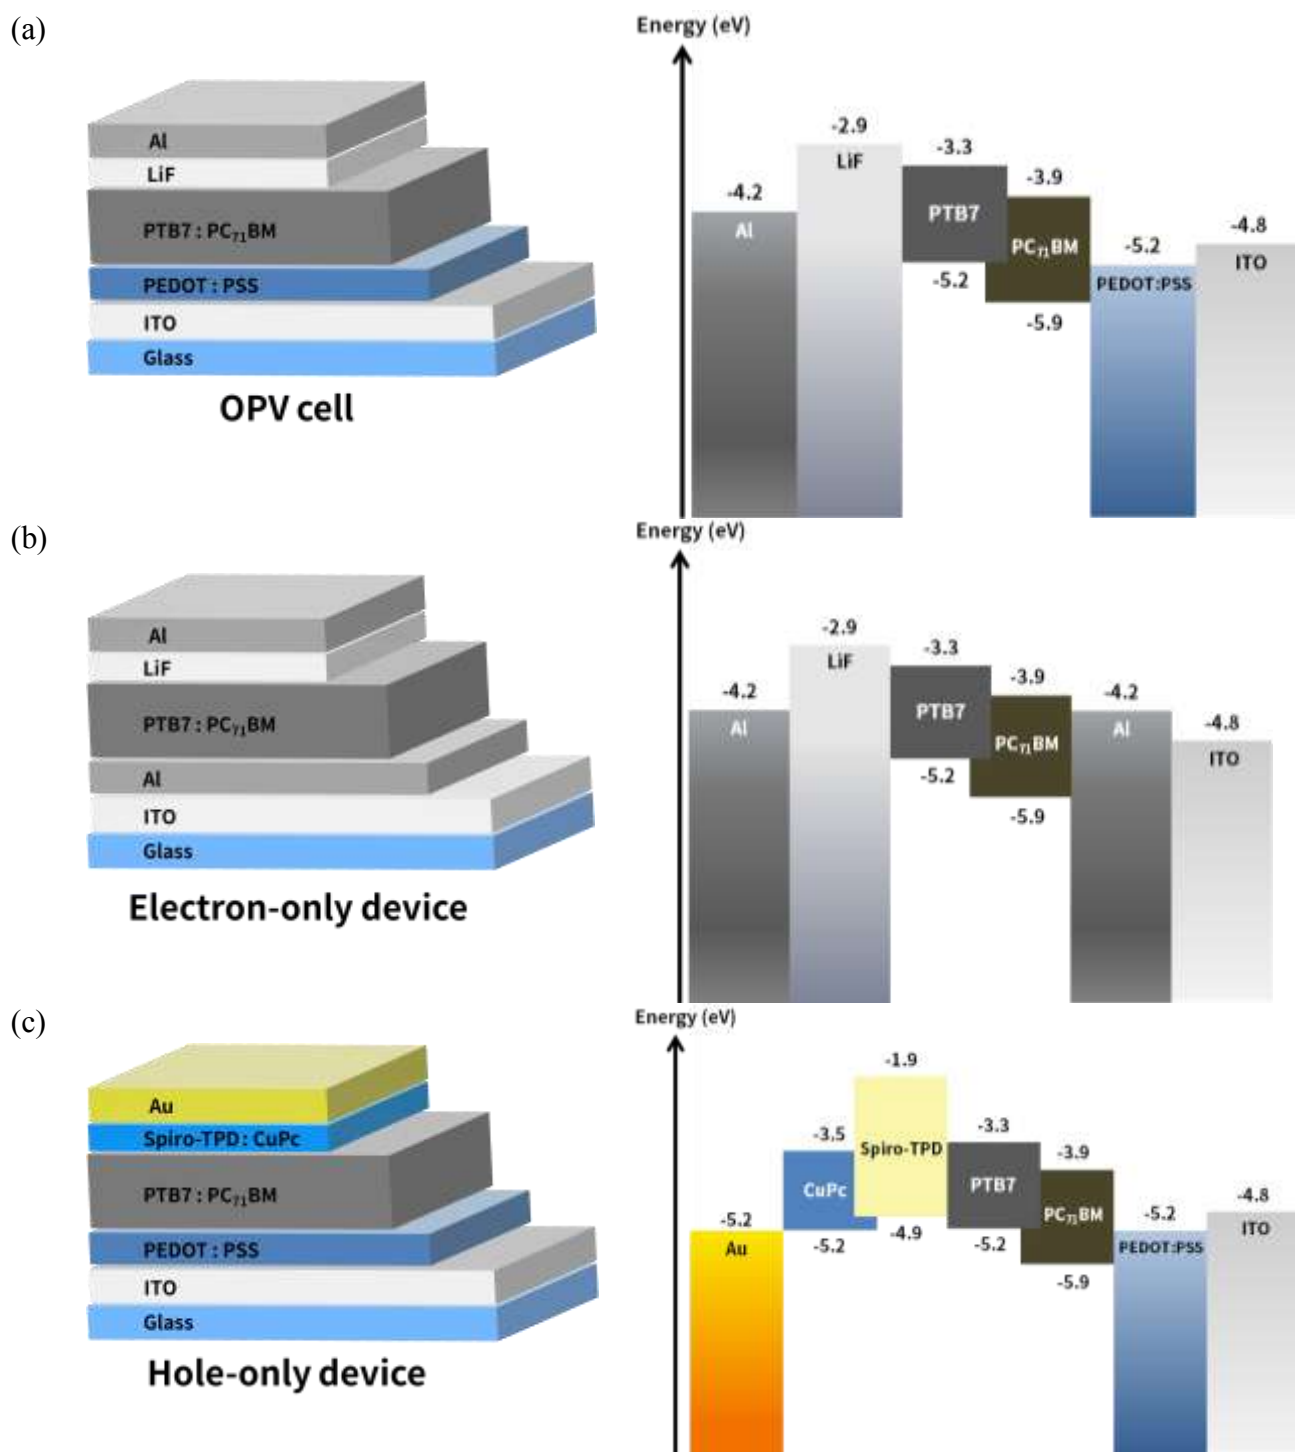 (a)
Al
LiF
PTB7 : PC₇₁BM
PEDOT : PSS
ITO
Glass
OPV cell
Energy (eV)
-4.2
Al
-2.9
LiF
-3.3
PTB7
-5.2
-3.9
PC₇₁BM
-5.9
-5.2
PEDOT:PSS
-4.8
ITO
(b)
Al
LiF
PTB7 : PC₇₁BM
Al
ITO
Glass
Electron-only device
Energy (eV)
-4.2
Al
-2.9
LiF
-3.3
PTB7
-5.2
-3.9
PC₇₁BM
-5.9
-4.2
Al
-4.8
ITO
(c)
Au
Spiro-TPD : CuPc
PTB7 : PC₇₁BM
PEDOT : PSS
ITO
Glass
Hole-only device
Energy (eV)
-5.2
Au
-3.5
CuPc
-5.2
-1.9
Spiro-TPD
-4.9
-3.3
PTB7
-5.2
-3.9
PC₇₁BM
-5.9
-5.2
PEDOT:PSS
-4.8
ITO